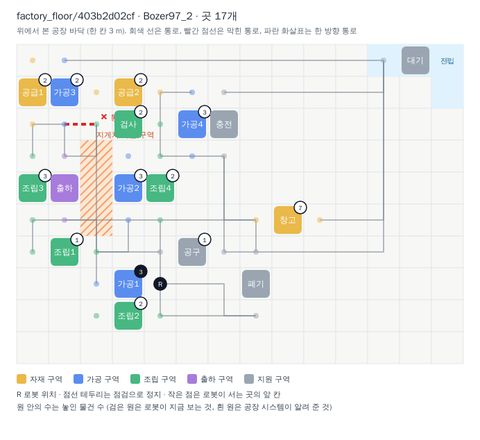 factory_floor/403b2d02cf · Bozer97_2 · 곳 17개
위에서 본 공장 바닥 (한 칸 3 m). 회색 선은 통로, 빨간 점선은 막힌 통로, 파란 화살표는 한 방향 통로
대기
진입
2
2
2
공급1
가공3
공급2
2
3
검사
가공4
충전
지게차
구역
3
3
2
조립3
출하
가공2
조립4
7
창고
1
1
조립1
공구
3
가공1
R
폐기
2
조립2
자재 구역
가공 구역
조립 구역
출하 구역
지원 구역
R 로봇 위치 · 점선 테두리는 점검으로 정지 · 작은 점은 로봇이 서는 곳의 앞 칸
원 안의 수는 놓인 물건 수 (검은 원은 로봇이 지금 보는 것, 흰 원은 공장 시스템이 알려 준 것)